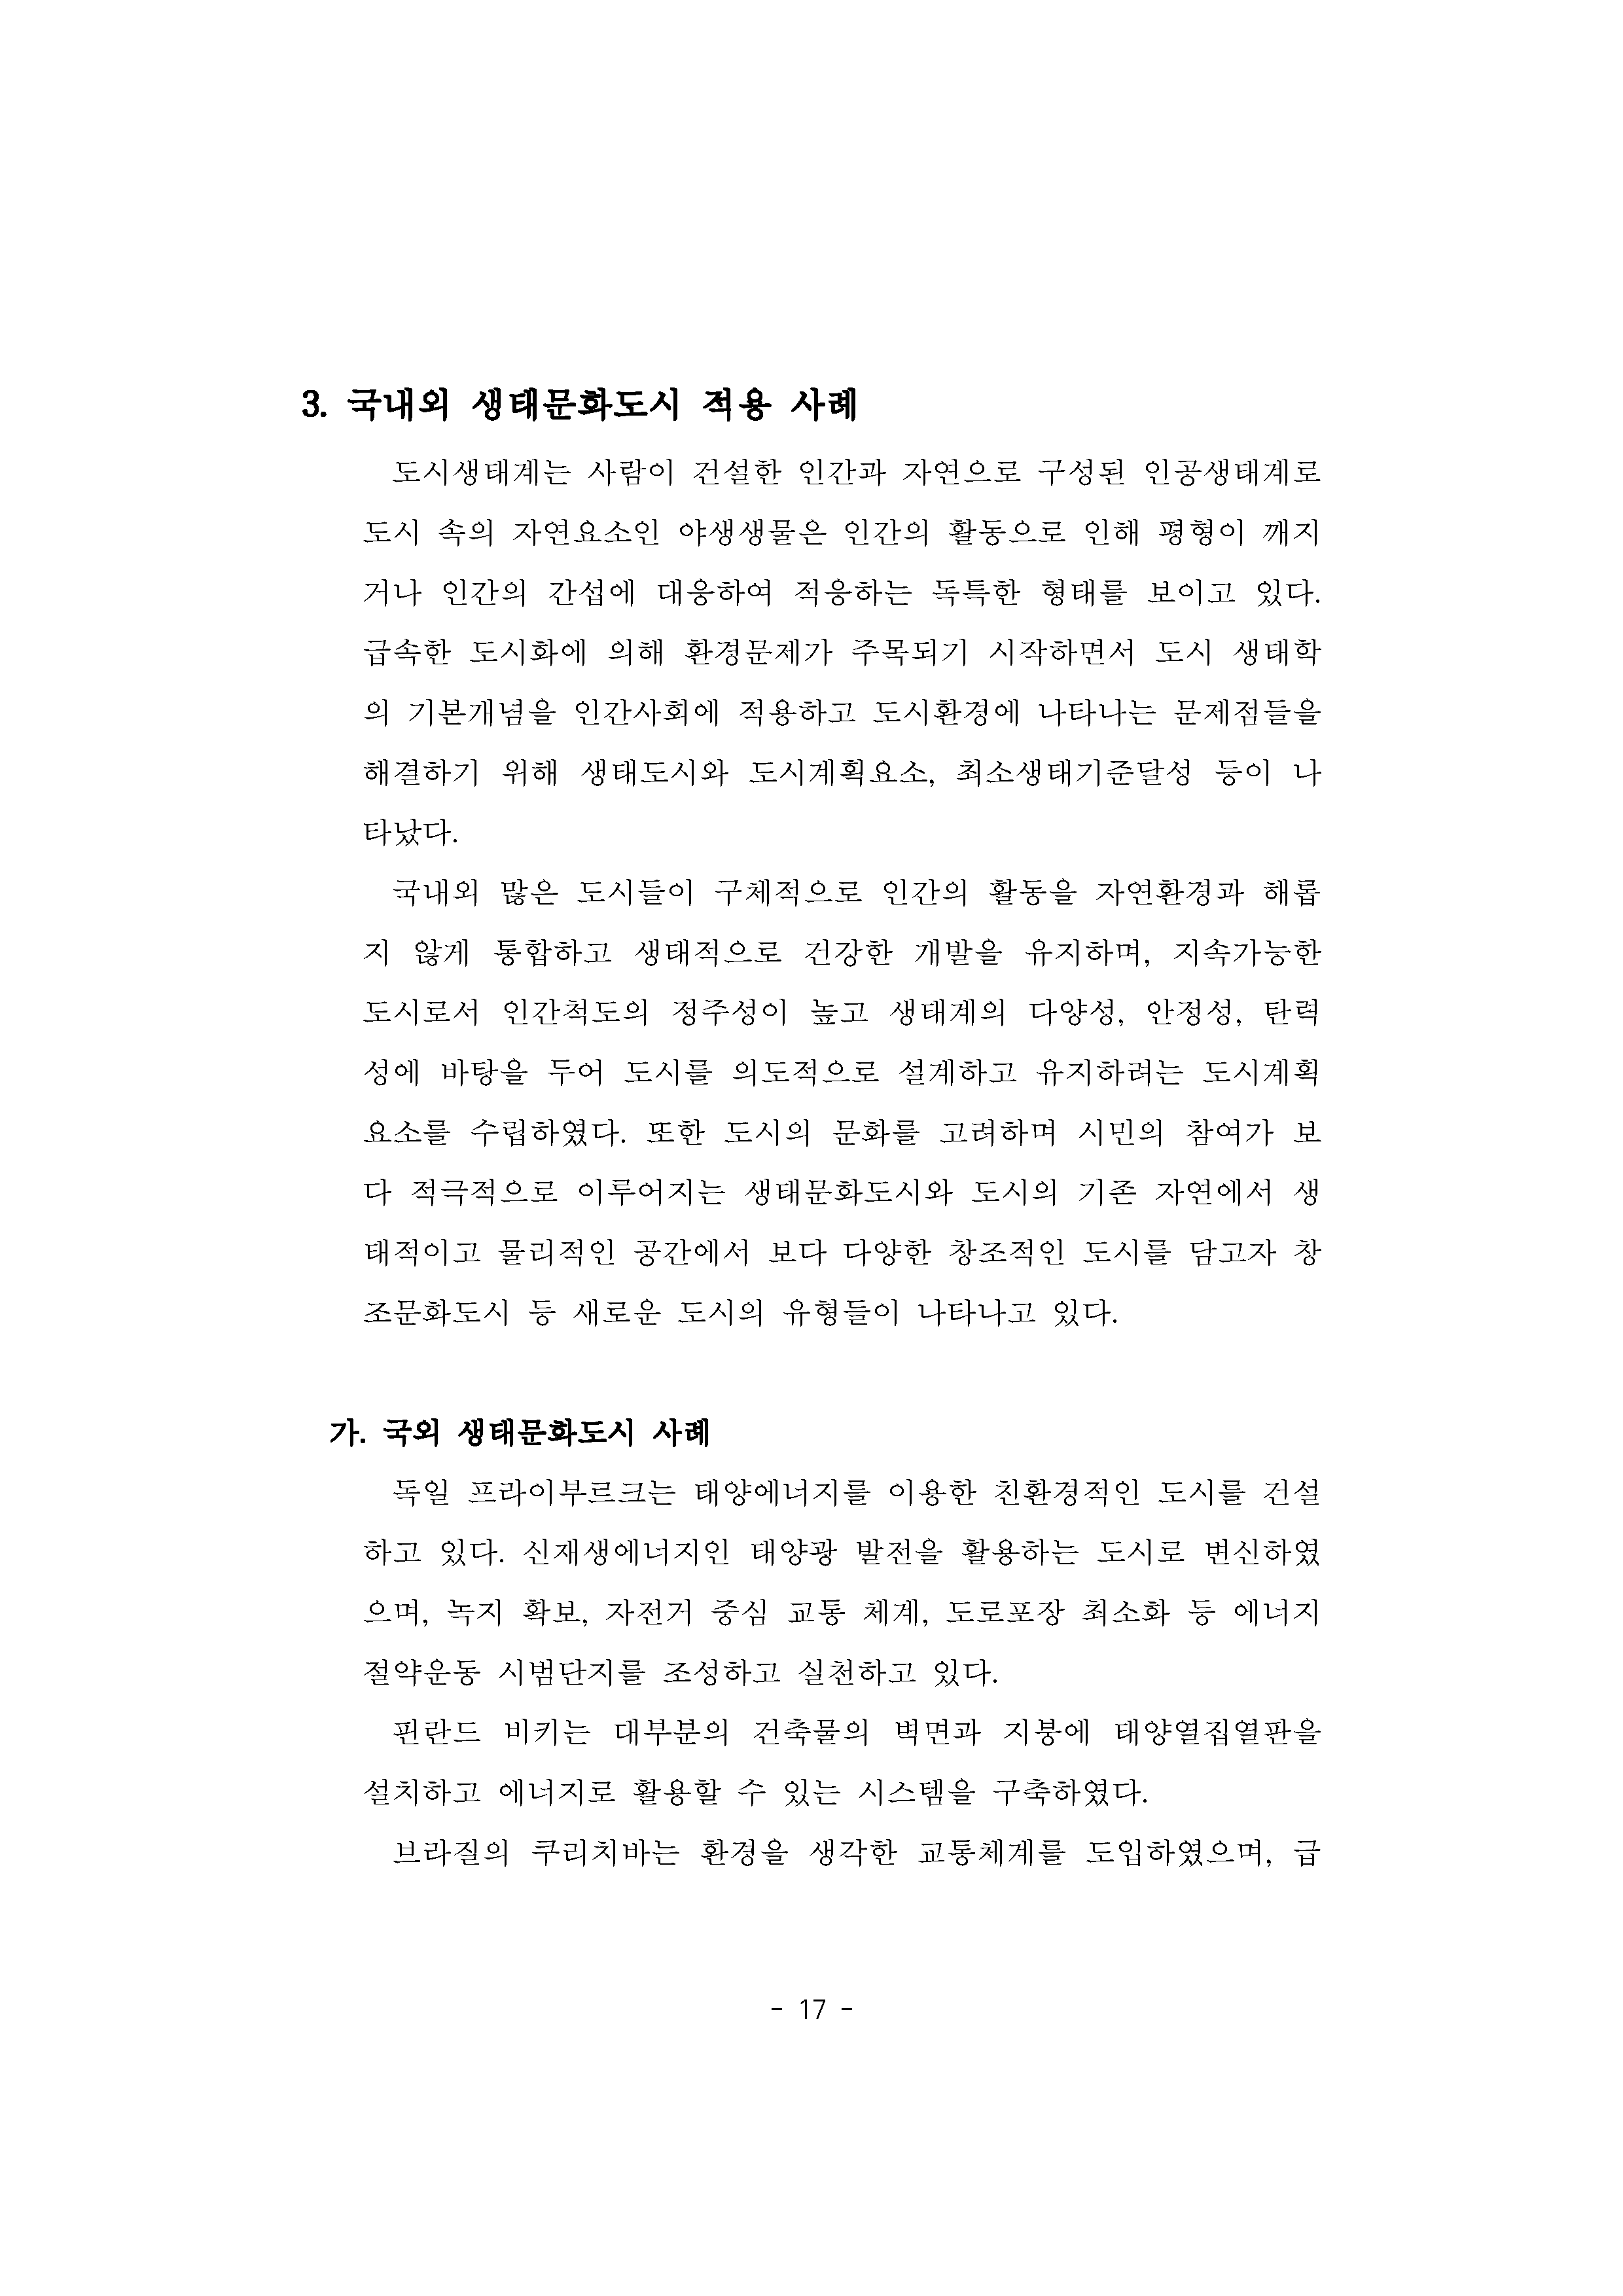 3. 국내외 생태문화도시 적용 사례
도시생태계는 사람이 건설한 인간과 자연으로 구성된 인공생태계로
도시 속의 자연요소인 야생생물은 인간의 활동으로 인해 평형이 깨지
거나 인간의 간섭에 대응하여 적응하는 독특한 형태를 보이고 있다.
급속한 도시화에 의해 환경문제가 주목되기 시작하면서 도시 생태학
의 기본개념을 인간사회에 적용하고 도시환경에 나타나는 문제점들을
해결하기 위해 생태도시와 도시계획요소, 최소생태기준달성 등이 나
타났다.
국내외 많은 도시들이 구체적으로 인간의 활동을 자연환경과 해롭
지 않게 통합하고 생태적으로 건강한 개발을 유지하며, 지속가능한
도시로서 인간척도의 정주성이 높고 생태계의 다양성, 안정성, 탄력
성에 바탕을 두어 도시를 의도적으로 설계하고 유지하려는 도시계획
요소를 수립하였다. 또한 도시의 문화를 고려하며 시민의 참여가 보
다 적극적으로 이루어지는 생태문화도시와 도시의 기존 자연에서 생
태적이고 물리적인 공간에서 보다 다양한 창조적인 도시를 담고자 창
조문화도시 등 새로운 도시의 유형들이 나타나고 있다.
가. 국외 생태문화도시 사례
독일 프라이부르크는 태양에너지를 이용한 친환경적인 도시를 건설
하고 있다. 신재생에너지인 태양광 발전을 활용하는 도시로 변신하였
으며, 녹지 확보, 자전거 중심 교통 체계, 도로포장 최소화 등 에너지
절약운동 시범단지를 조성하고 실천하고 있다.
핀란드 비키는 대부분의 건축물의 벽면과 지붕에 태양열집열판을
설치하고 에너지로 활용할 수 있는 시스템을 구축하였다.
브라질의 쿠리치바는 환경을 생각한 교통체계를 도입하였으며, 급
- 17 -